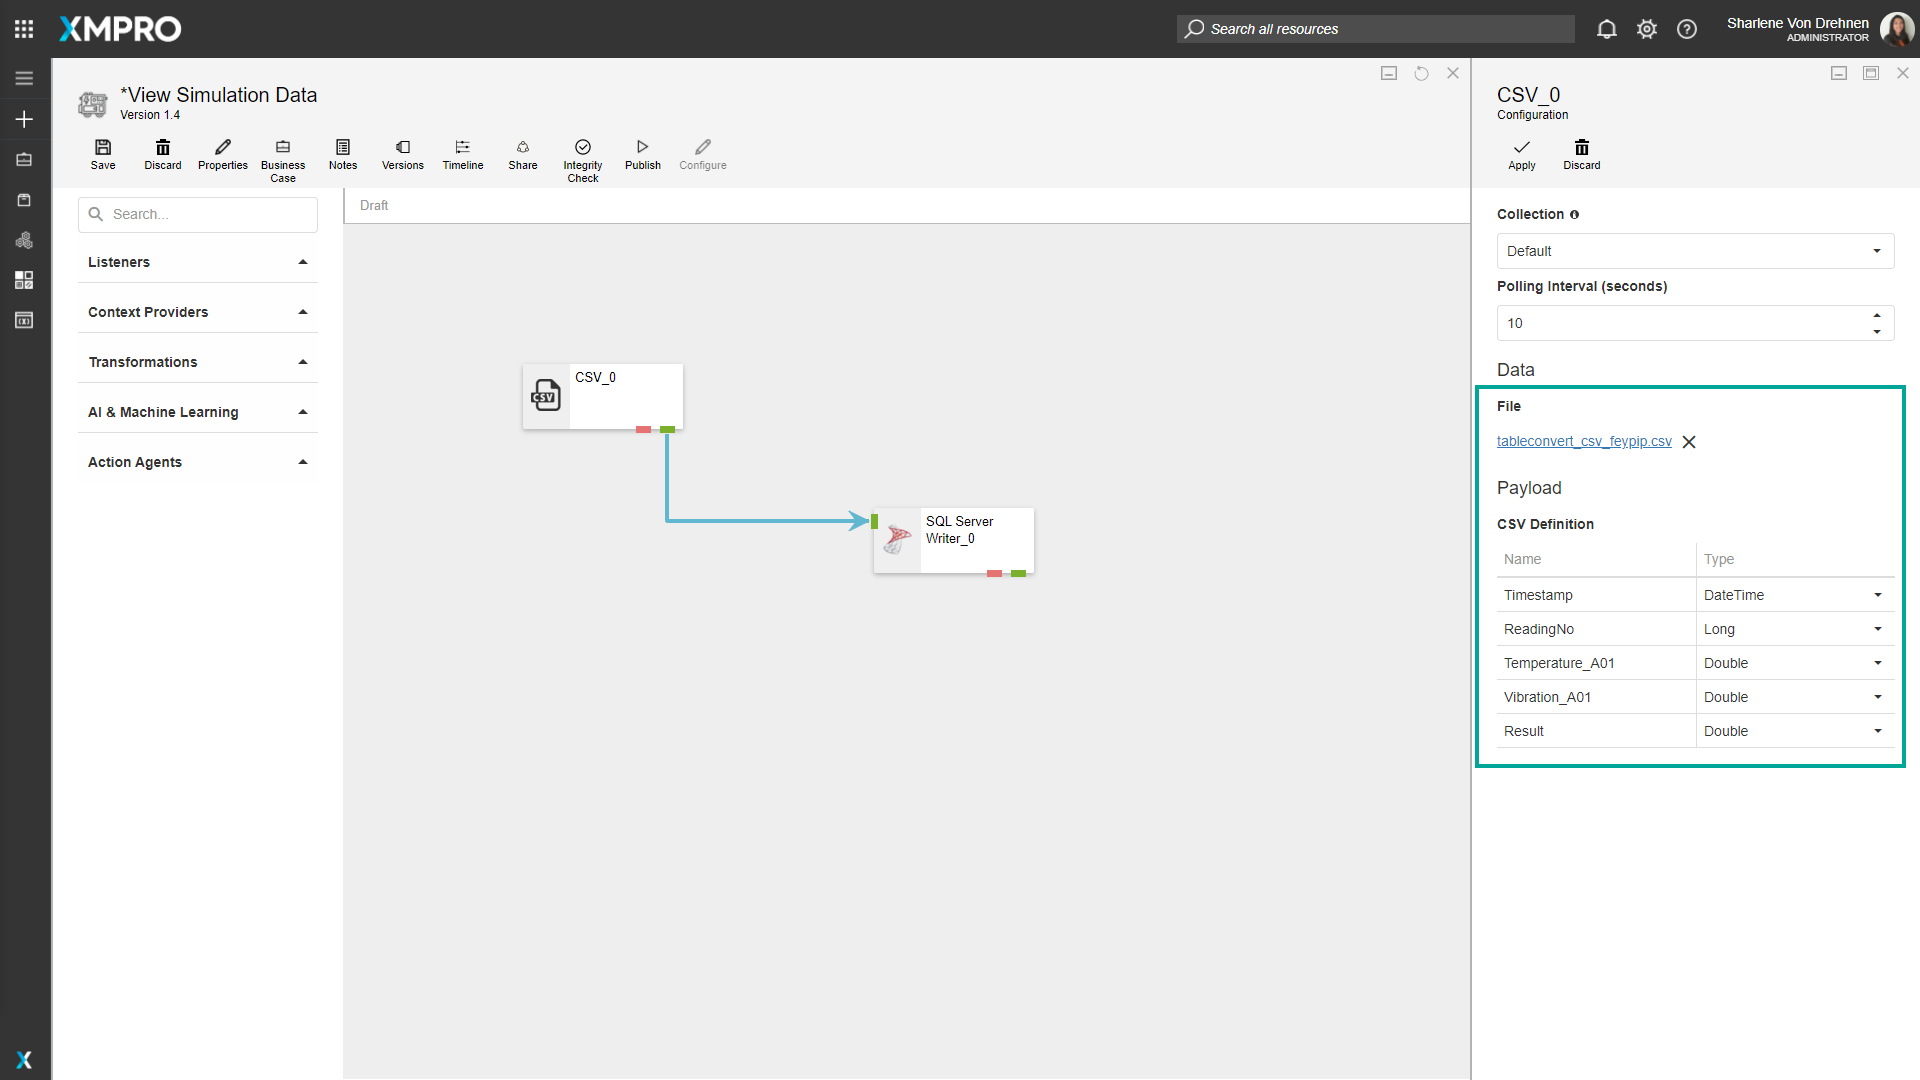 XMPRO
Search all resources
Sharlene Von Drehnen
ADMINISTRATOR
*View Simulation Data
Version 1.4
Save
Discard
Properties
Business
Case
Notes
Versions
Timeline
Share
Integrity
Check
Publish
Configure
Search...
Listeners
Context Providers
Transformations
AI & Machine Learning
Action Agents
Draft
CSV_0
CSV
SQL Server
Writer_0
CSV_0
Configuration
Apply
Discard
Collection
Default
Polling Interval (seconds)
10
Data
File
tableconvert_csv_feypip.csv
Payload
CSV Definition
Name Type
Timestamp DateTime
ReadingNo Long
Temperature_A01 Double
Vibration_A01 Double
Result Double
X